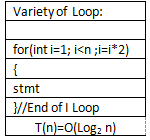 Variety of Loop:
for(int i=1; i<n ;i=i*2)
{
stmt
}//End of I Loop
T(n)=O(Log₂ n)